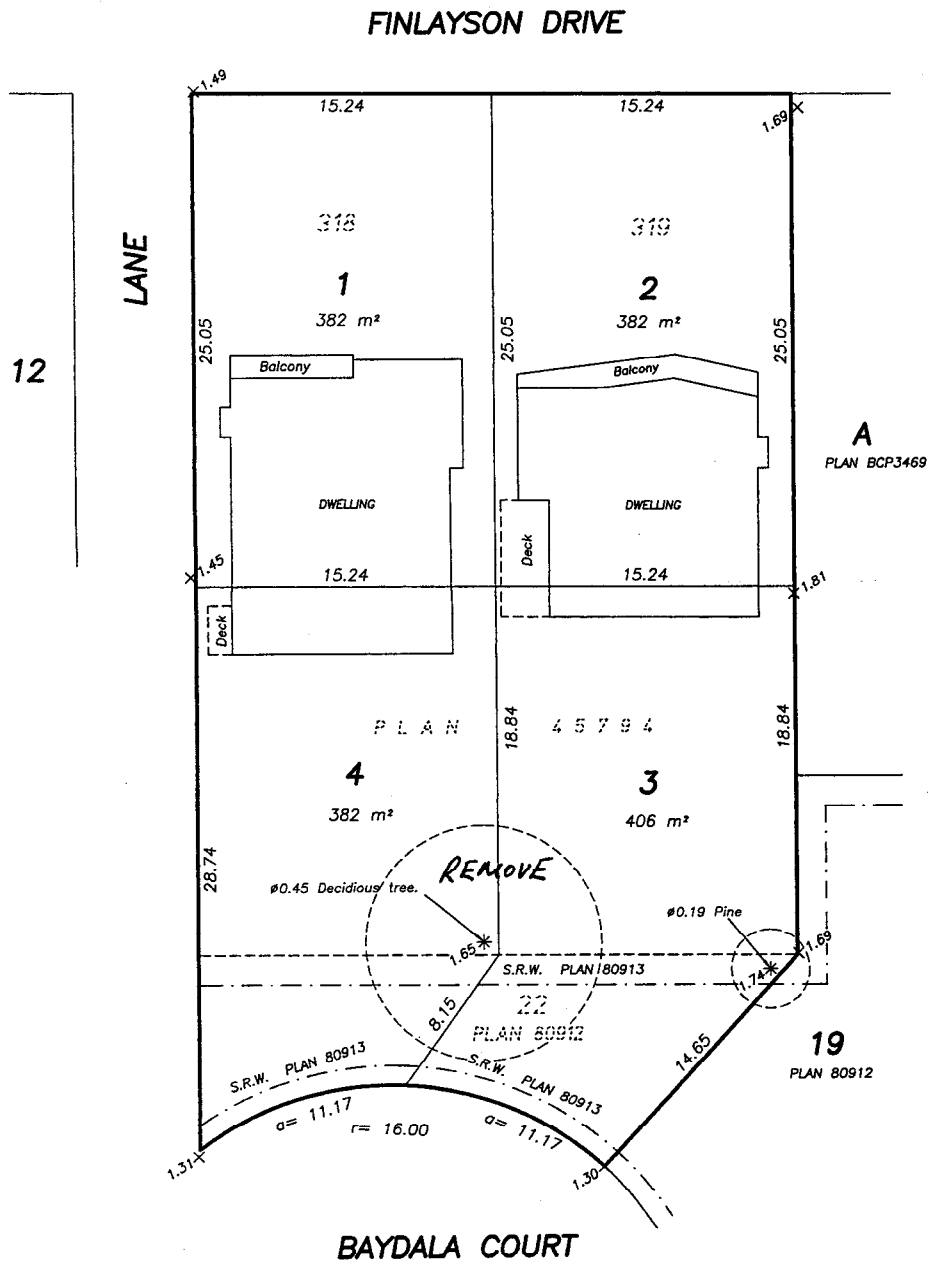 FINLAYSON DRIVE
1.49
15.24
15.24
1.69
318
319
LANE
1
2
382 m²
382 m²
25.05
25.05
25.05
12
Balcony
Balcony
A
PLAN BCP3469
DWELLING
DWELLING
Deck
1.45
15.24
15.24
1.81
Deck
PLAN
45794
18.84
18.84
4
3
382 m²
406 m²
28.74
REMOVE
ø0.45 Decidious tree.
ø0.19 Pine
1.65
1.69
S.R.W. PLAN 80913
1.74
22
8.15
PLAN 80912
14.65
19
PLAN 80912
S.R.W. PLAN 80913
S.R.W. PLAN 80913
a= 11.17
r= 16.00
a= 11.17
1.31
1.30
BAYDALA COURT